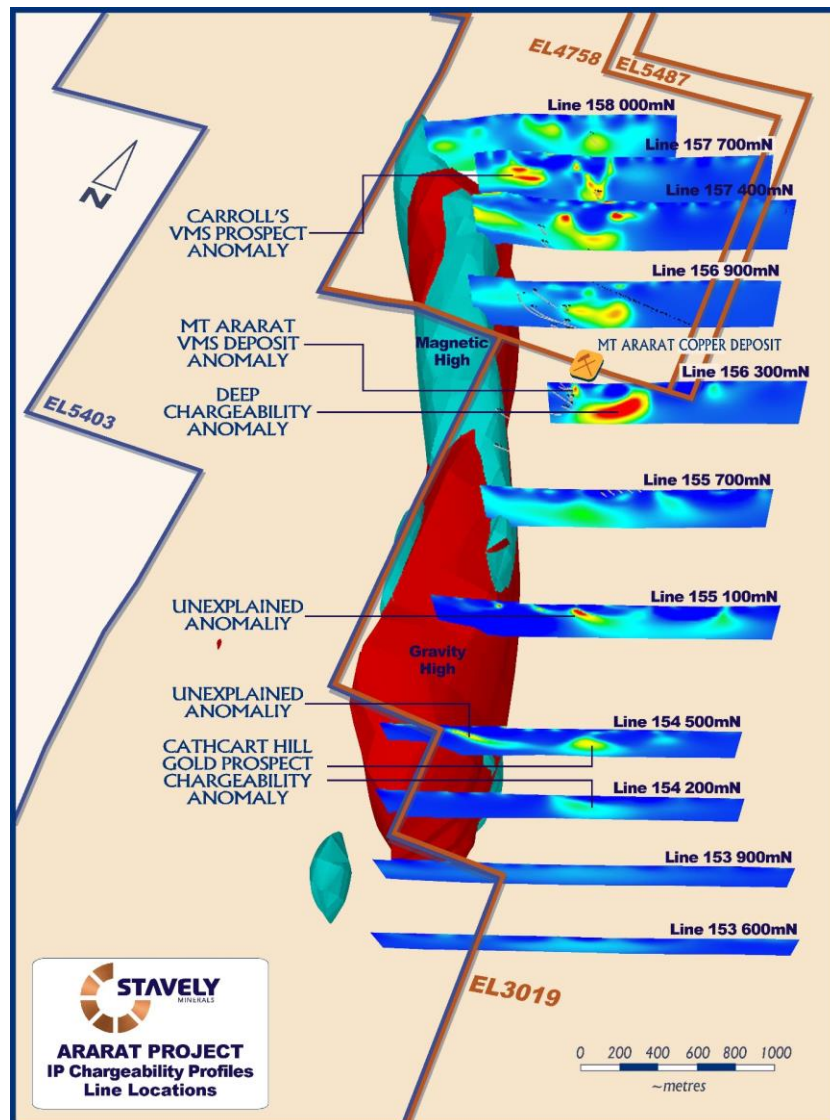 EL4758
EL5487
Line 158 000mN
Line 157 700mN
Line 157 400mN
N
CARROLL'S
VMS PROSPECT
ANOMALY
Line 156 900mN
MT ARARAT
VMS DEPOSIT
ANOMALY
Magnetic
High
MT ARARAT COPPER DEPOSIT
Line 156 300mN
DEEP
CHARGEABILITY
ANOMALY
EL5403
Line 155 700mN
UNEXPLAINED
ANOMALIY
Line 155 100mN
Gravity
High
UNEXPLAINED
ANOMALIY
Line 154 500mN
CATHCART HILL
GOLD PROSPECT
CHARGEABILITY
ANOMALY
Line 154 200mN
Line 153 900mN
Line 153 600mN
EL3019
STAVELY
MINERALS
ARARAT PROJECT
IP Chargeability Profiles
Line Locations
0 200 400 600 800 1000
~metres